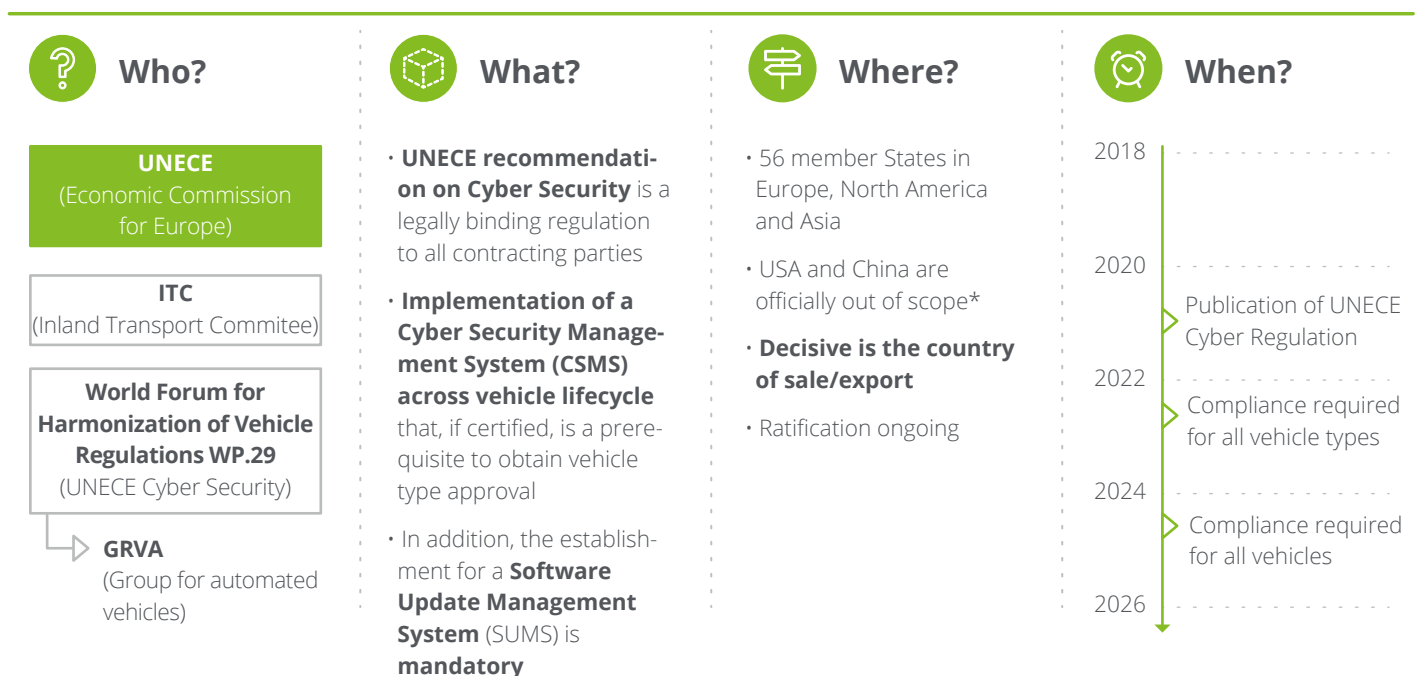 Who?
UNECE
(Economic Commission
for Europe)
ITC
(Inland Transport Commitee)
World Forum for
Harmonization of Vehicle
Regulations WP.29
(UNECE Cyber Security)
GRVA
(Group for automated
vehicles)
What?
· UNECE recommendati-
on on Cyber Security is a
legally binding regulation
to all contracting parties
· Implementation of a
Cyber Security Manage-
ment System (CSMS)
across vehicle lifecycle
that, if certified, is a prere-
quisite to obtain vehicle
type approval
· In addition, the establish-
ment for a Software
Update Management
System (SUMS) is
mandatory
Where?
· 56 member States in
Europe, North America
and Asia
· USA and China are
officially out of scope*
· Decisive is the country
of sale/export
· Ratification ongoing
When?
2018
2020
Publication of UNECE
Cyber Regulation
2022
Compliance required
for all vehicle types
2024
Compliance required
for all vehicles
2026